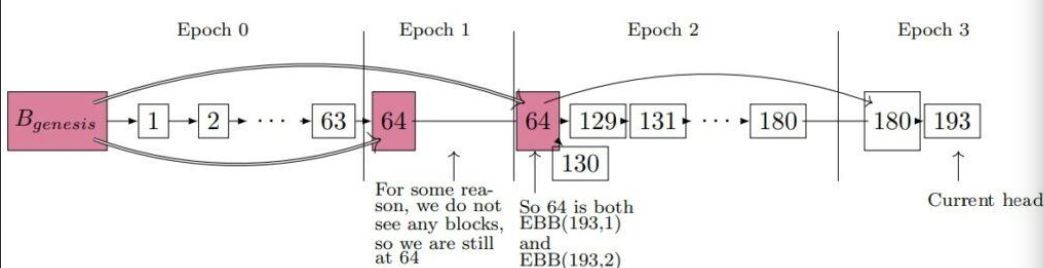 Epoch 0 Epoch 1 Epoch 2 Epoch 3
B_genesis 1 2 ... 63 64 64 129 131 ... 180 180 193
130
For some rea-
son, we do not
see any blocks,
so we are still
at 64
So 64 is both
EBB(193,1)
and
EBB(193,2)
Current head